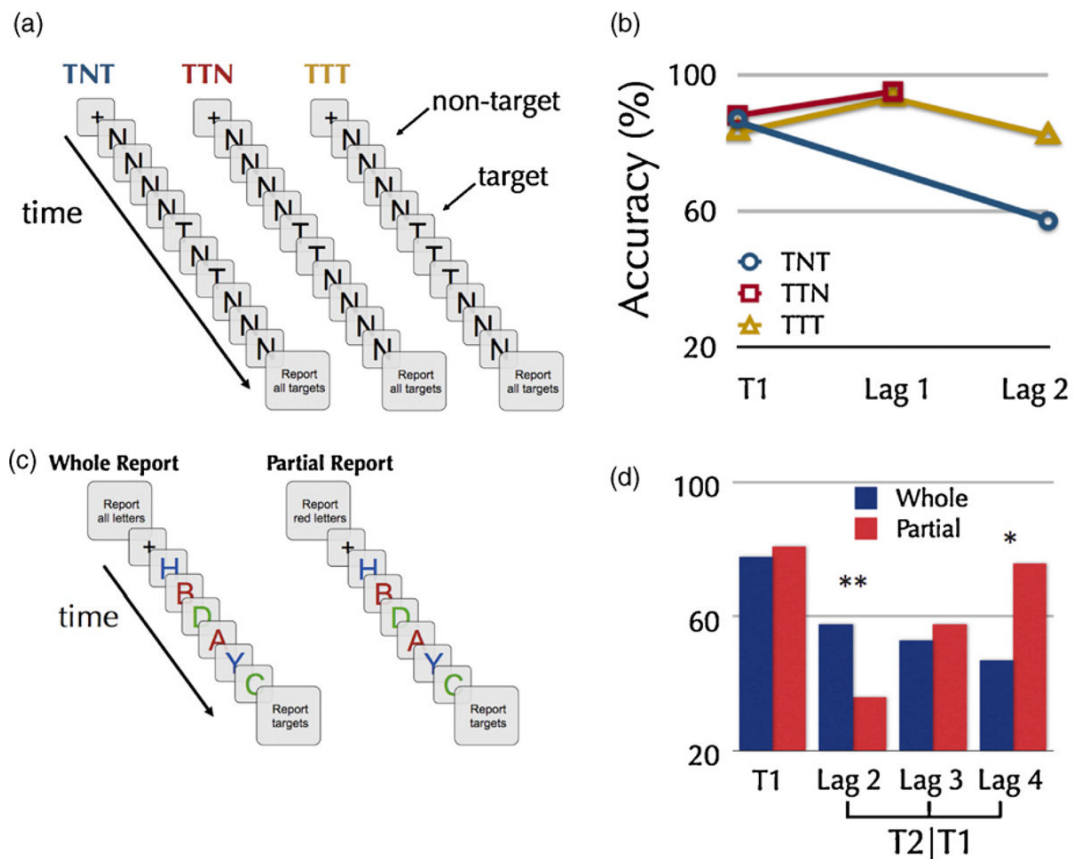 (a)
TNT
TTN
TTT
+
N
N
N
N
T
N
T
N
N
N
Report
all targets
+
N
N
N
N
T
T
N
N
N
N
Report
all targets
+
N
N
N
N
T
T
T
N
N
N
Report
all targets
non-target
target
time
(b)
100
60
20
Accuracy (%)
TNT
TTN
TTT
T1
Lag 1
Lag 2
(c)
Whole Report
Report
all letters
+
H
B
D
A
Y
C
Report
targets
time
Partial Report
Report
red letters
+
H
B
D
A
Y
C
Report
targets
(d)
100
60
20
Whole
Partial
**
*
T1
Lag 2
Lag 3
Lag 4
T2|T1